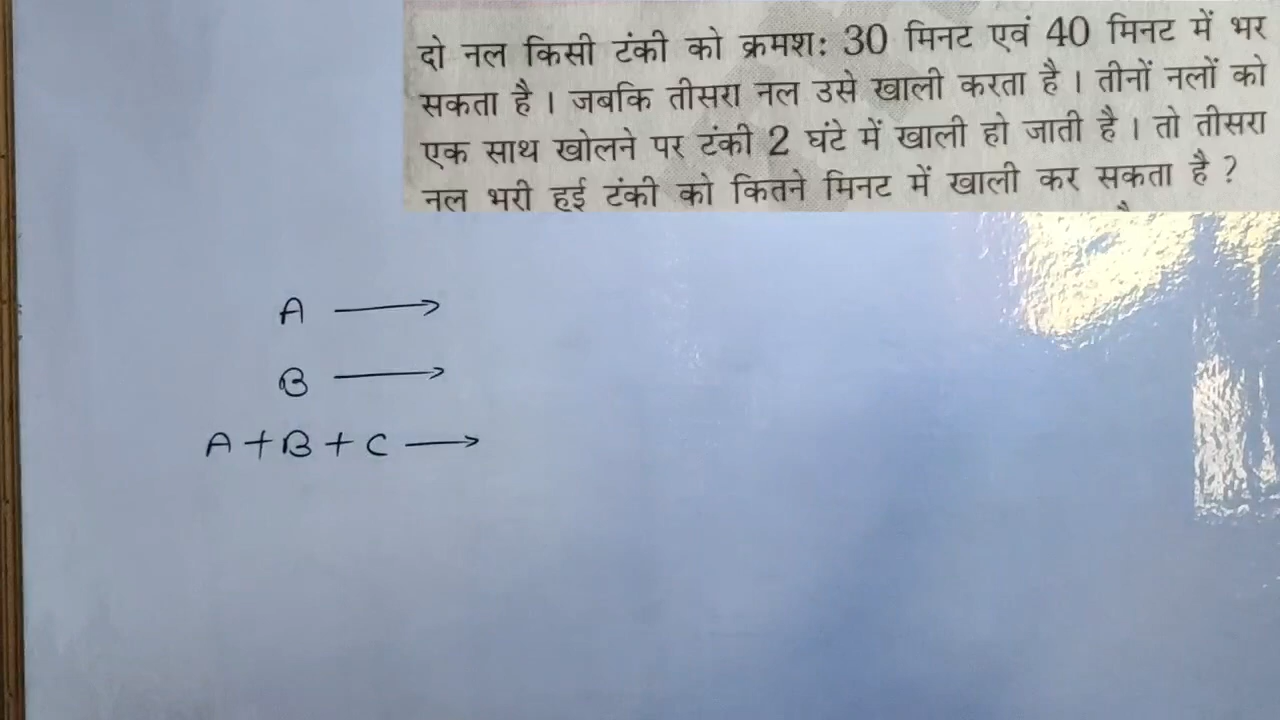 दो नल किसी टंकी को क्रमश: 30 मिनट एवं 40 मिनट में भर
सकता है । जबकि तीसरा नल उसे खाली करता है । तीनों नलों को
एक साथ खोलने पर टंकी 2 घंटे में खाली हो जाती है । तो तीसरा
नल भरी हुई टंकी को कितने मिनट में खाली कर सकता है ?
A →
B →
A + B + C →